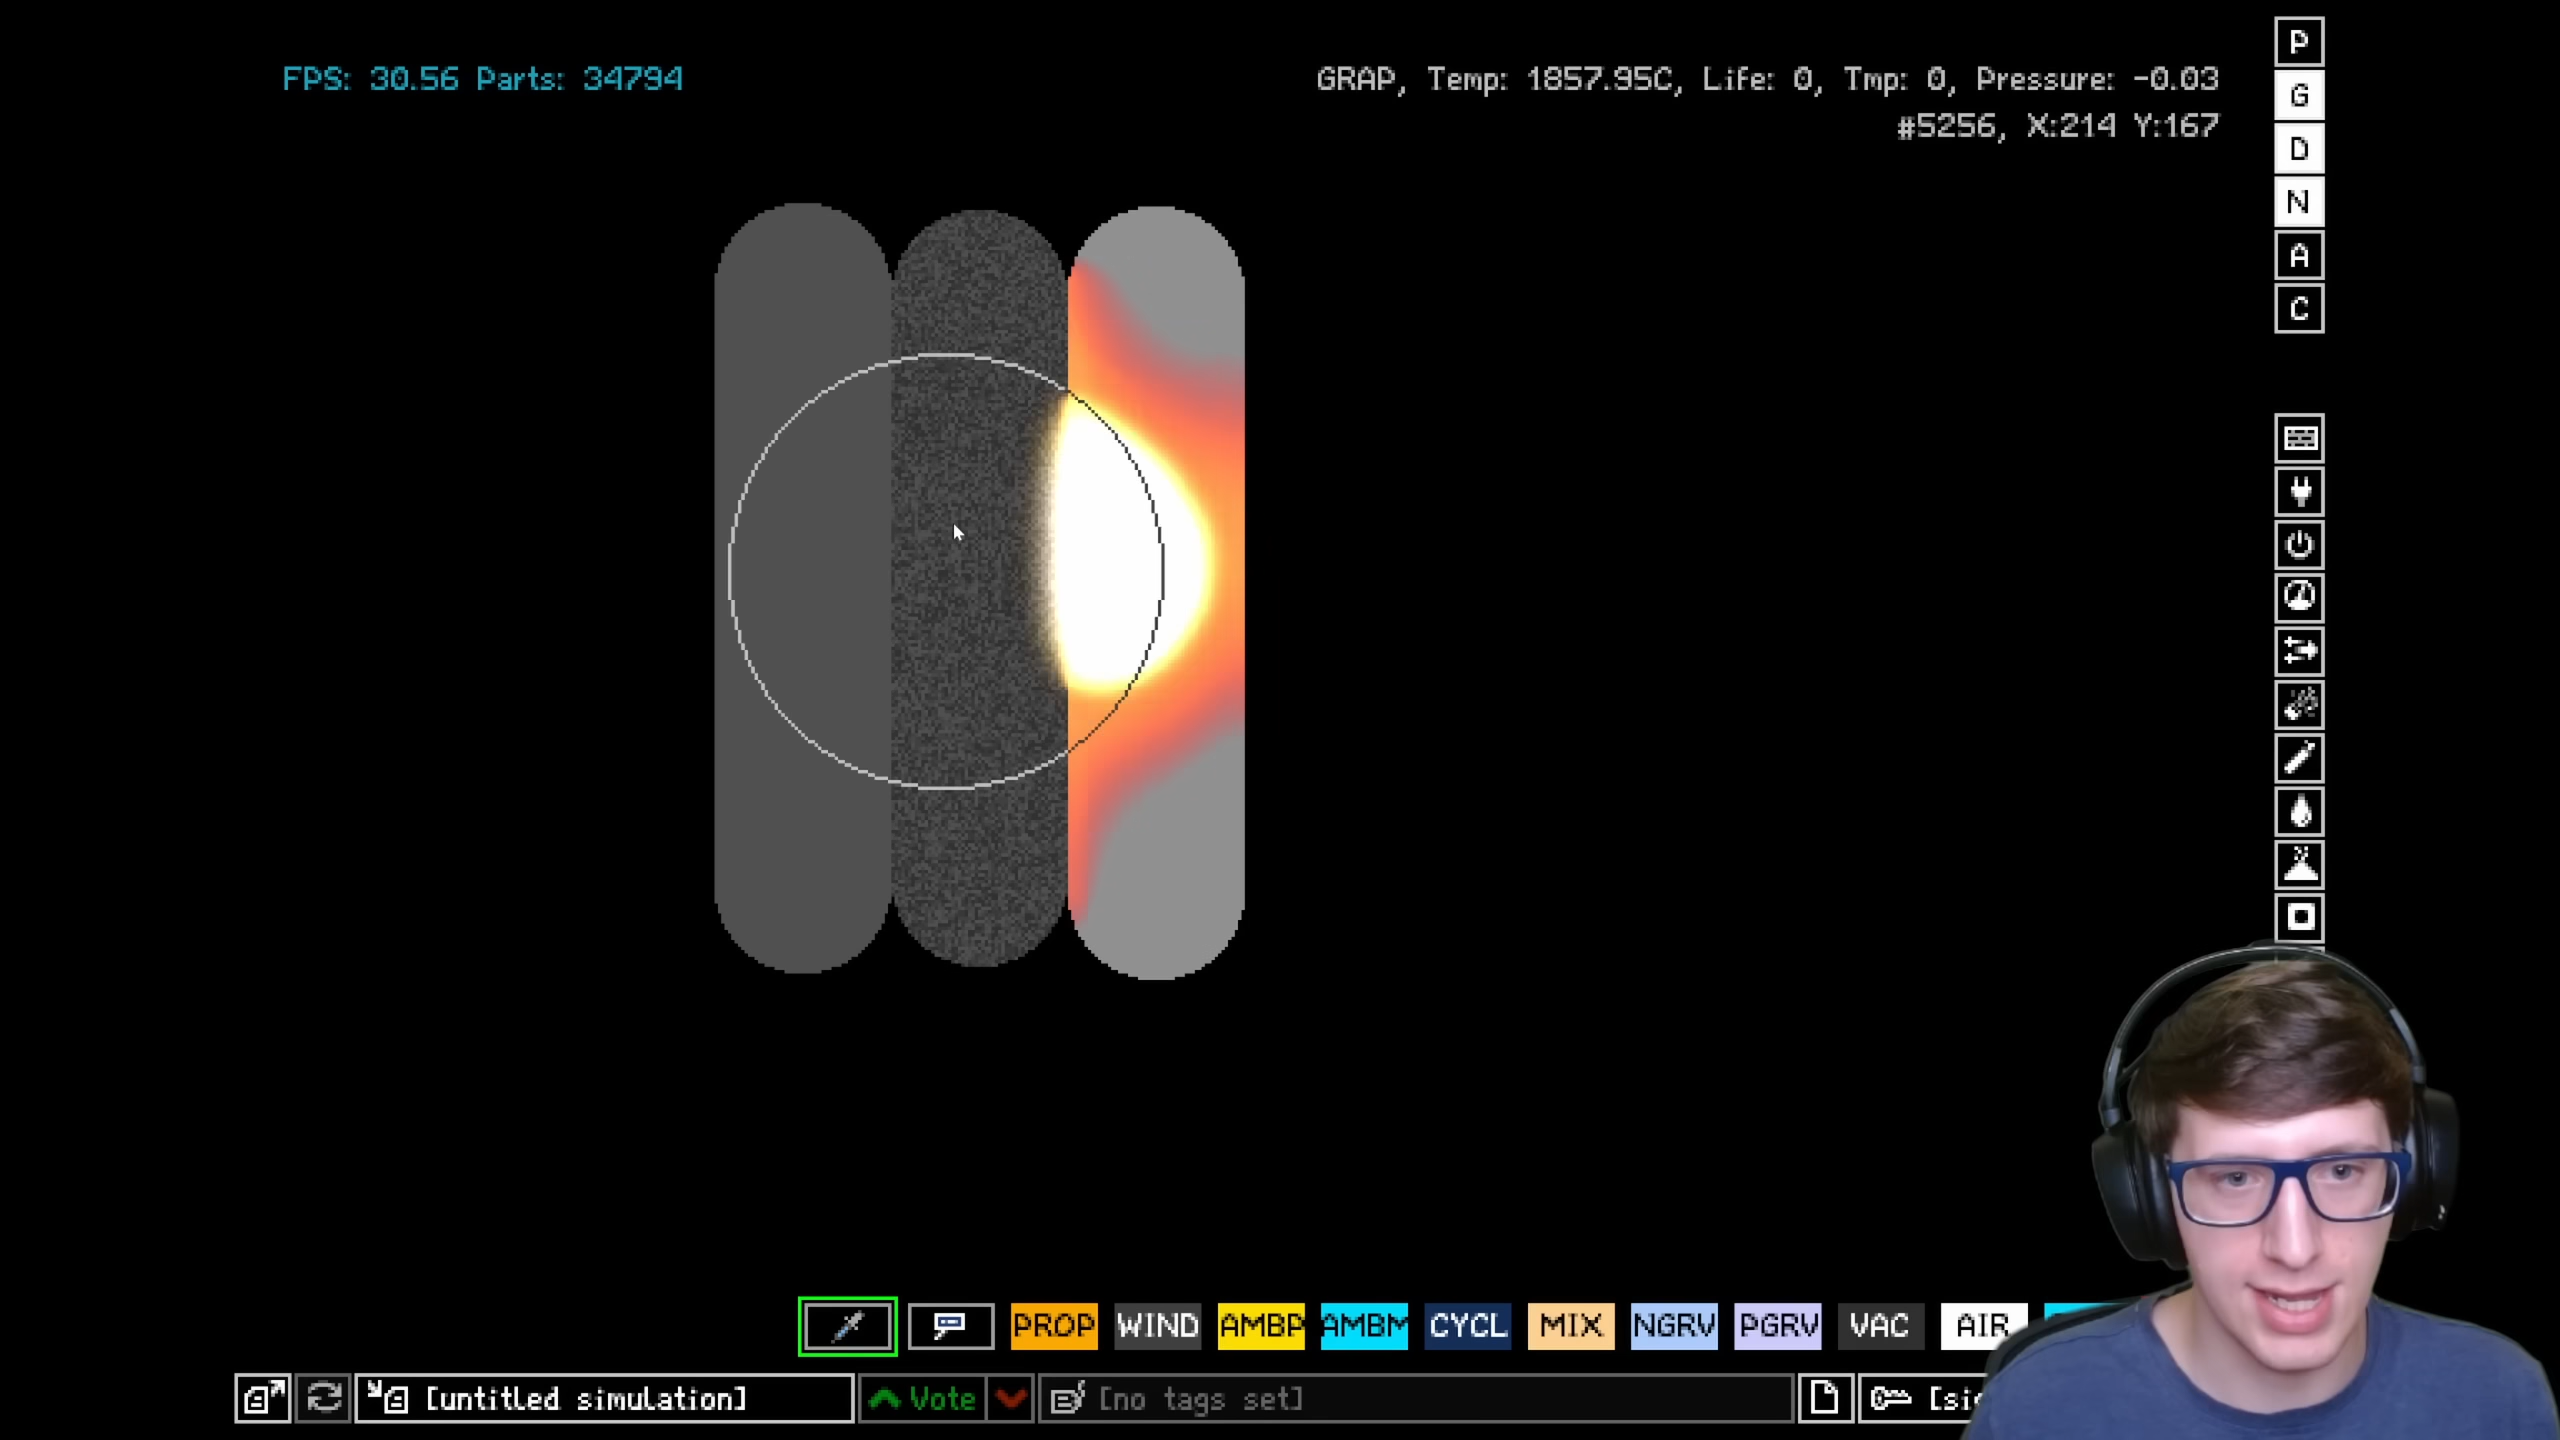 FPS: 30.56 Parts: 34794
GRAP, Temp: 1857.95C, Life: 0, Tmp: 0, Pressure: -0.03
#5256, X:214 Y:167
P
G
D
N
A
C
PROP WIND AMBP AMBM CYCL MIX NGRV PGRV VAC AIR
[untitled simulation] Vote [no tags set]